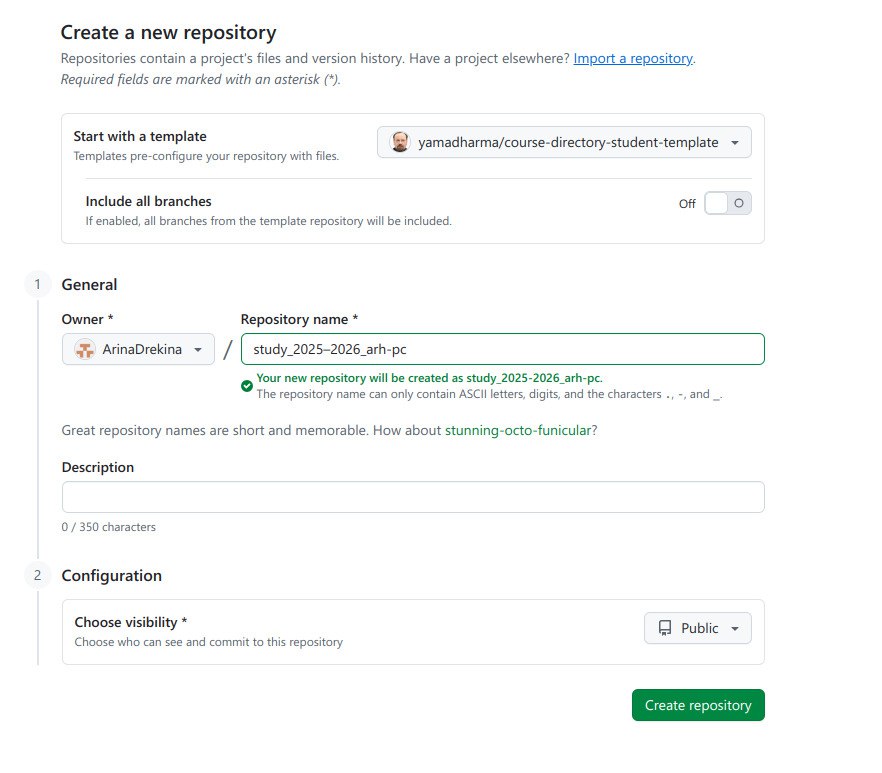 Create a new repository
Repositories contain a project's files and version history. Have a project elsewhere? Import a repository.
Required fields are marked with an asterisk (*).
Start with a template
Templates pre-configure your repository with files.
yamadharma/course-directory-student-template
Include all branches
If enabled, all branches from the template repository will be included.
Off
1
General
Owner *
Repository name *
ArinaDrekina
/
study_2025–2026_arh-pc
Your new repository will be created as study_2025-2026_arh-pc.
The repository name can only contain ASCII letters, digits, and the characters ., -, and _.
Great repository names are short and memorable. How about stunning-octo-funicular?
Description
0 / 350 characters
2
Configuration
Choose visibility *
Choose who can see and commit to this repository
Public
Create repository